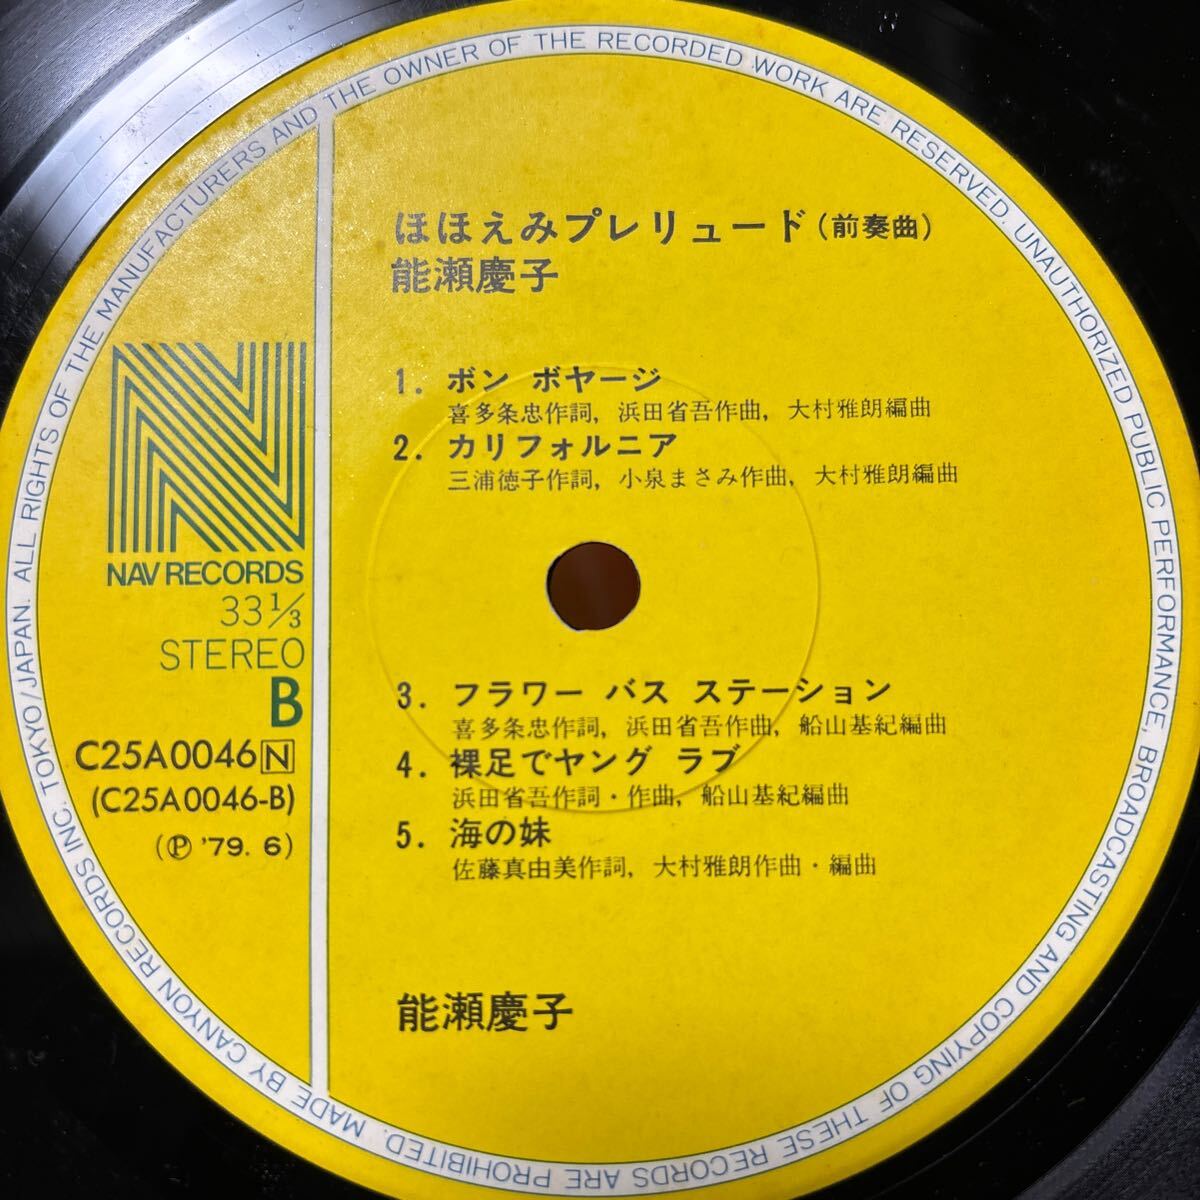 ALL RIGHTS OF THE MANUFACTURERS AND THE OWNER OF THE RECORDED WORK ARE RESERVED. UNAUTHORIZED PUBLIC PERFORMANCE, BROADCASTING AND COPYING OF THESE RECORDS ARE PROHIBITED. MADE BY CANYON RECORDS INC. TOKYO/JAPAN.
ほほえみプレリュード(前奏曲)
能瀬慶子
1. ボン ボヤージ
喜多条忠作詞, 浜田省吾作曲, 大村雅朗編曲
2. カリフォルニア
三浦徳子作詞, 小泉まさみ作曲, 大村雅朗編曲
N
NAV RECORDS
33⅓
STEREO
B
C25A0046 N
(C25A0046-B)
(Ⓟ '79. 6)
3. フラワー バス ステーション
喜多条忠作詞, 浜田省吾作曲, 船山基紀編曲
4. 裸足でヤング ラブ
浜田省吾作詞・作曲, 船山基紀編曲
5. 海の妹
佐藤真由美作詞, 大村雅朗作曲・編曲
能瀬慶子